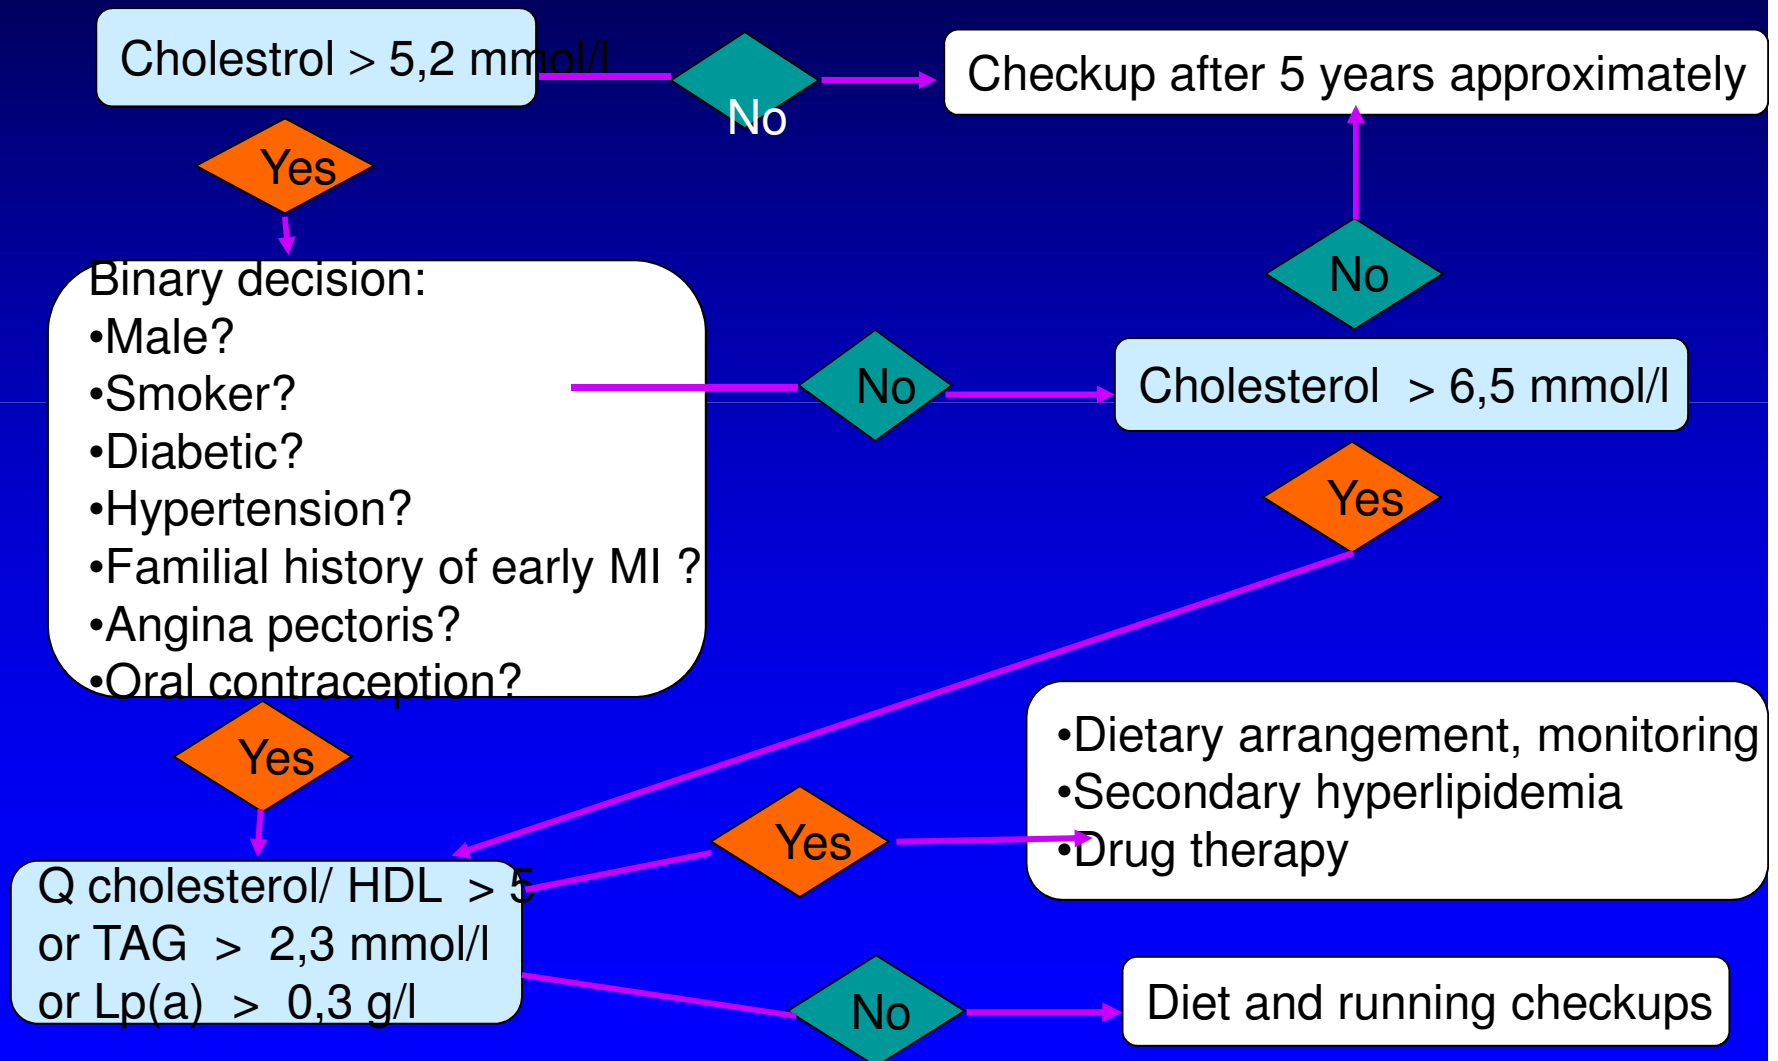 Cholestrol > 5,2 mmol/l
No
Checkup after 5 years approximately
Yes
No
Binary decision:
•Male?
•Smoker?
•Diabetic?
•Hypertension?
•Familial history of early MI ?
•Angina pectoris?
•Oral contraception?
No
Cholesterol > 6,5 mmol/l
Yes
Yes
•Dietary arrangement, monitoring
•Secondary hyperlipidemia
•Drug therapy
Yes
Q cholesterol/ HDL > 5
or TAG > 2,3 mmol/l
or Lp(a) > 0,3 g/l
No
Diet and running checkups